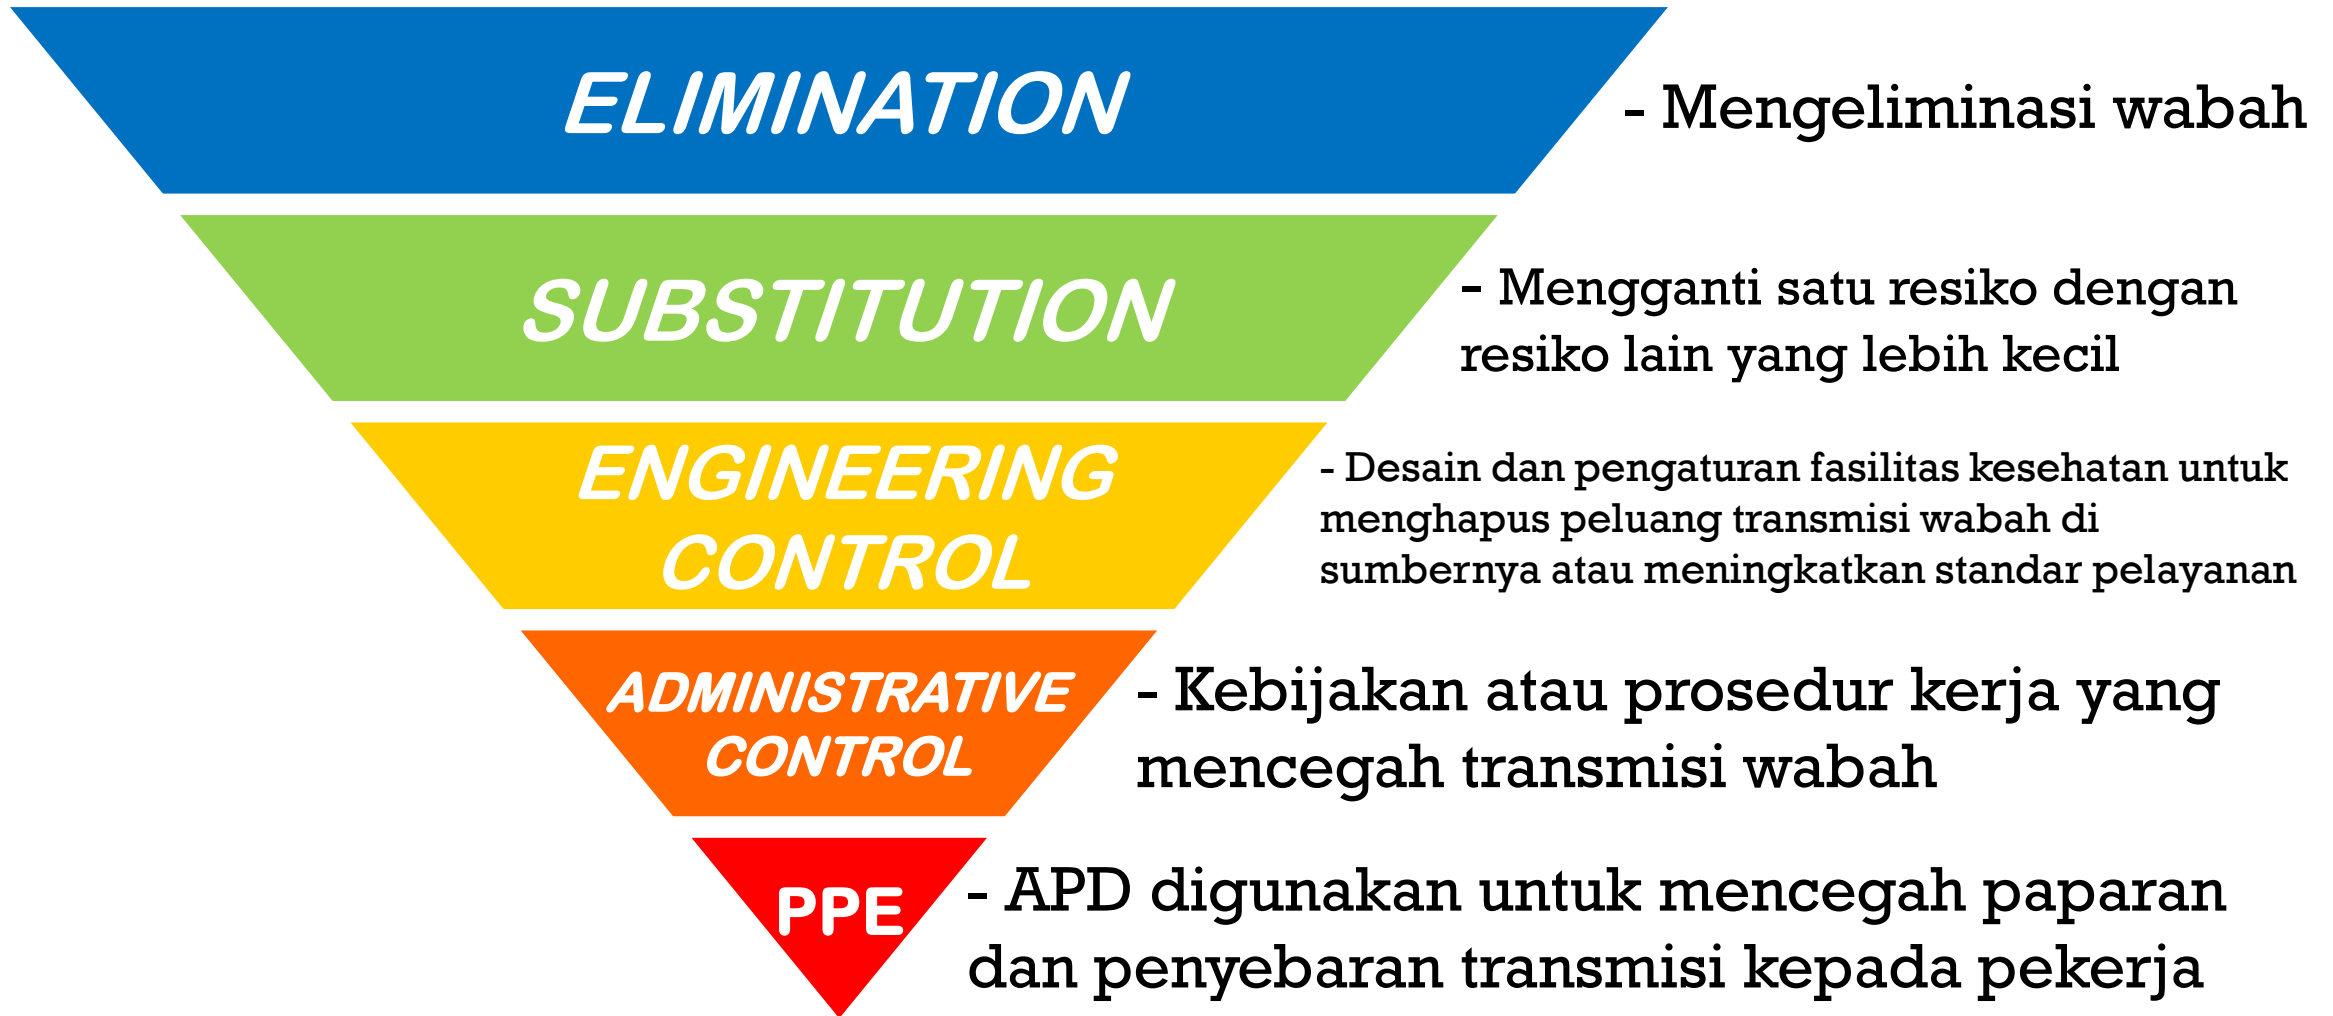 ELIMINATION
- Mengeliminasi wabah
SUBSTITUTION
- Mengganti satu resiko dengan
resiko lain yang lebih kecil
ENGINEERING
CONTROL
- Desain dan pengaturan fasilitas kesehatan untuk
menghapus peluang transmisi wabah di
sumbernya atau meningkatkan standar pelayanan
ADMINISTRATIVE
CONTROL
- Kebijakan atau prosedur kerja yang
mencegah transmisi wabah
PPE
- APD digunakan untuk mencegah paparan
dan penyebaran transmisi kepada pekerja